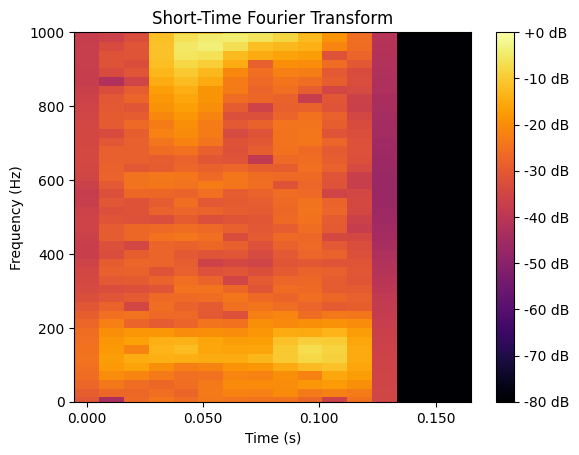 Short-Time Fourier Transform
1000
800
600
400
200
0
Frequency (Hz)
0.000
0.050
0.100
0.150
Time (s)
+0 dB
-10 dB
-20 dB
-30 dB
-40 dB
-50 dB
-60 dB
-70 dB
-80 dB